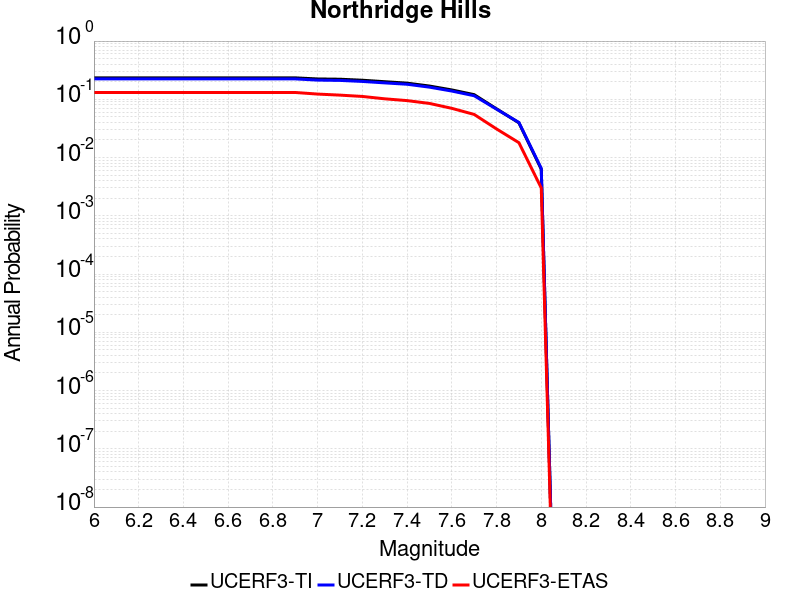 Northridge Hills
Annual Probability
10^0
10^-1
10^-2
10^-3
10^-4
10^-5
10^-6
10^-7
10^-8
6 6.2 6.4 6.6 6.8 7 7.2 7.4 7.6 7.8 8 8.2 8.4 8.6 8.8 9
Magnitude
UCERF3-TI UCERF3-TD UCERF3-ETAS